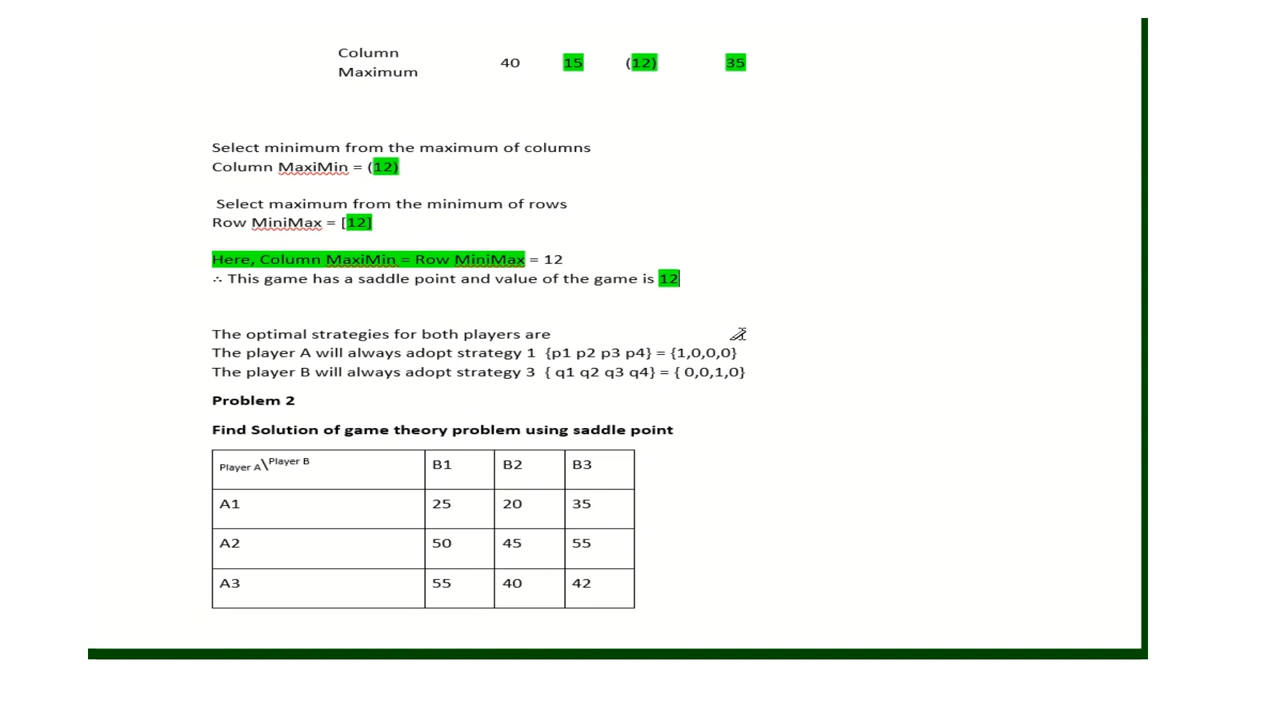 Column
Maximum 40 15 (12) 35
Select minimum from the maximum of columns
Column MaxiMin = (12)
Select maximum from the minimum of rows
Row MiniMax = [12]
Here, Column MaxiMin = Row MiniMax = 12
∴ This game has a saddle point and value of the game is 12
The optimal strategies for both players are
The player A will always adopt strategy 1 {p1 p2 p3 p4} = {1,0,0,0}
The player B will always adopt strategy 3 { q1 q2 q3 q4} = { 0,0,1,0}
Problem 2
Find Solution of game theory problem using saddle point
Player A\Player B B1 B2 B3
A1 25 20 35
A2 50 45 55
A3 55 40 42